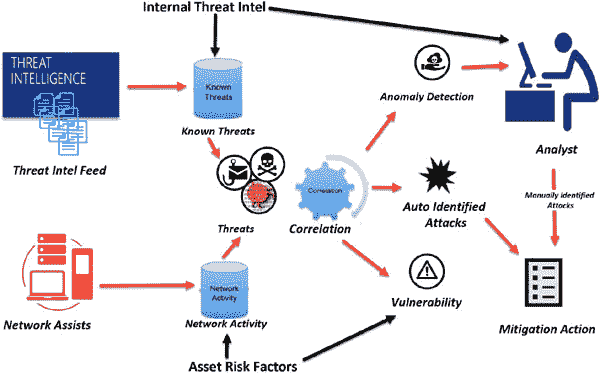 Internal Threat Intel
THREAT
INTELLIGENCE
Known
Threats
Known Threats
Threat Intel Feed
Anomaly Detection
Analyst
Correlation
Threats
Correlation
Auto Identified
Attacks
Manually identified
Attacks
Network Assists
Network
Activity
Network Activity
Vulnerability
Mitigation Action
Asset Risk Factors